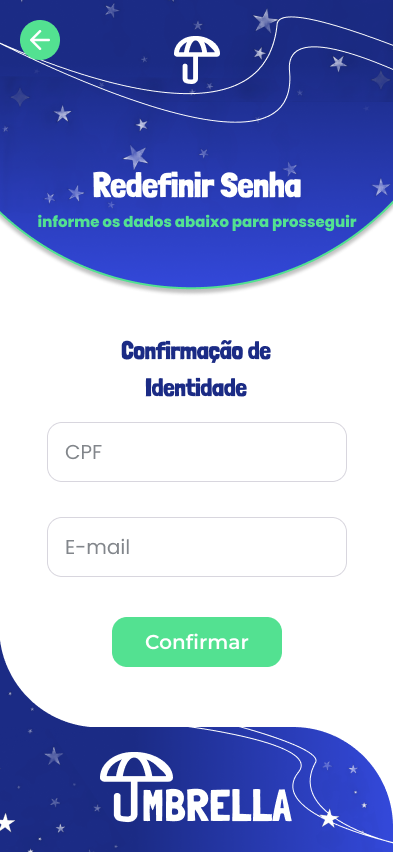 Redefinir Senha
informe os dados abaixo para prosseguir
Confirmação de
Identidade
CPF
E-mail
Confirmar
UMBRELLA